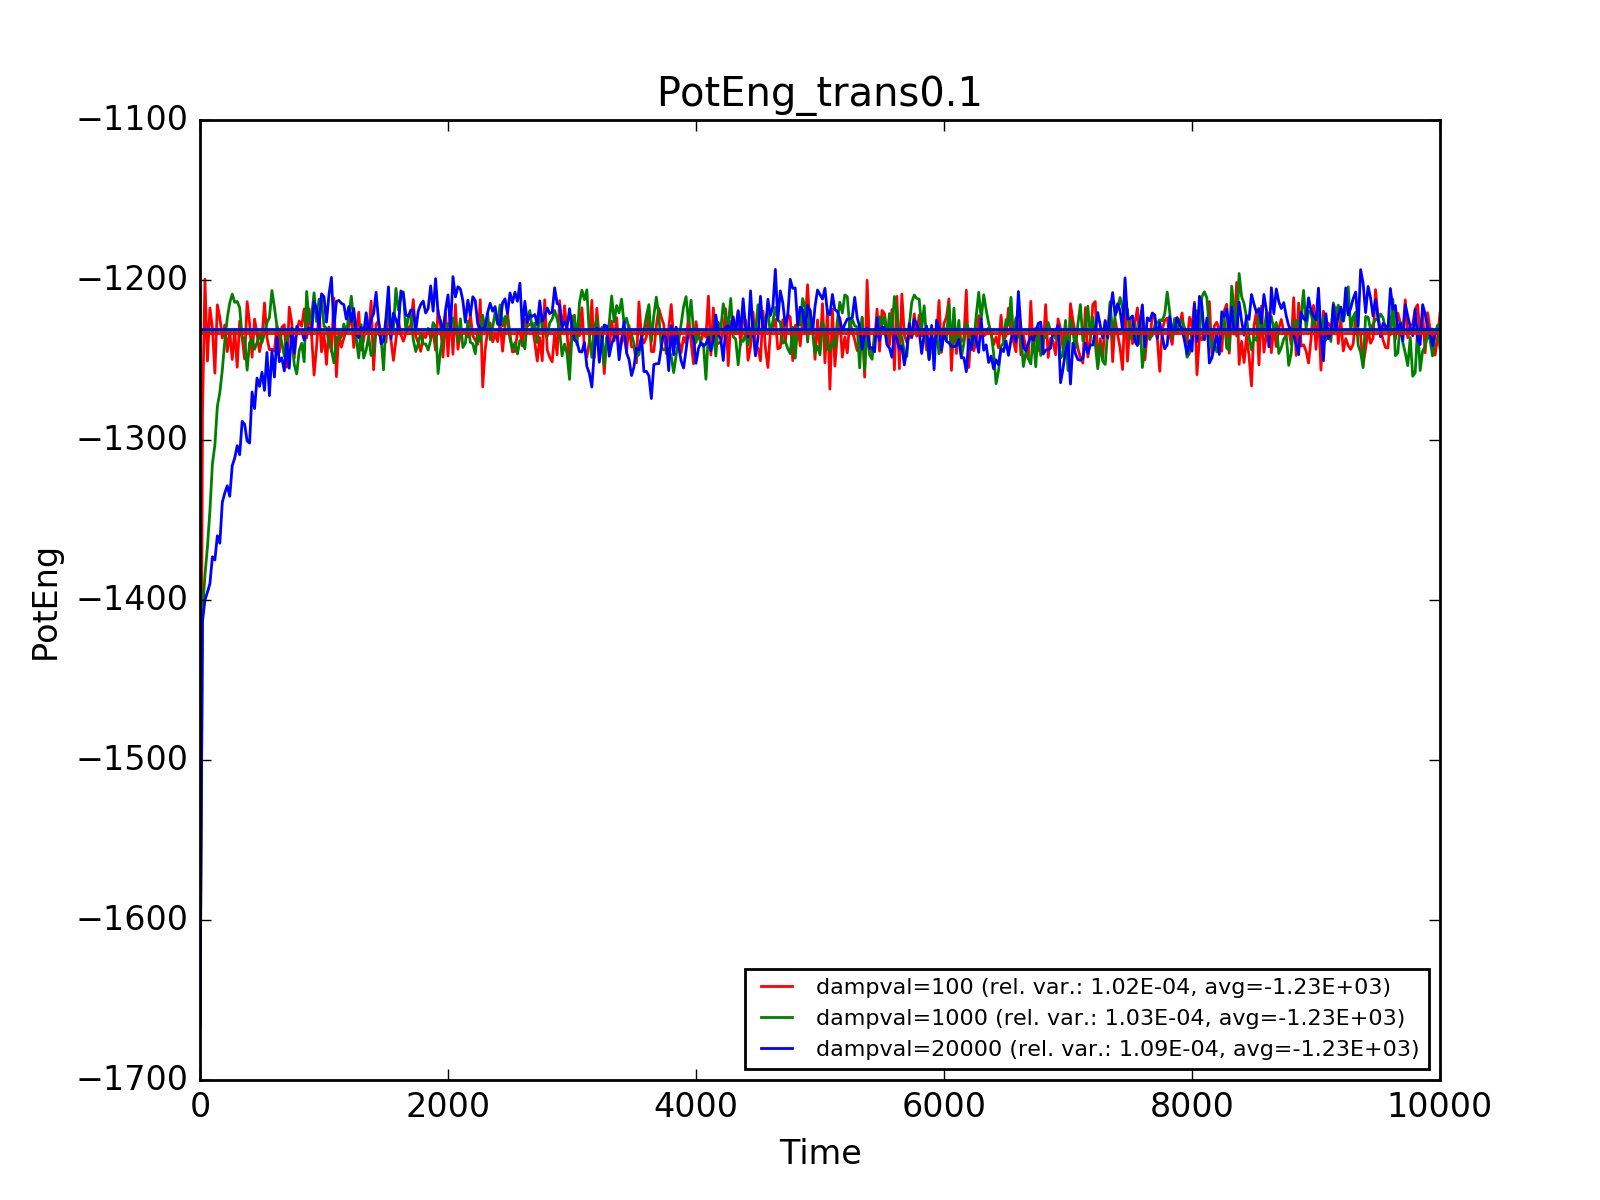 PotEng_trans0.1
−1100
−1200
−1300
−1400
−1500
−1600
−1700
PotEng
dampval=100 (rel. var.: 1.02E-04, avg=-1.23E+03)
dampval=1000 (rel. var.: 1.03E-04, avg=-1.23E+03)
dampval=20000 (rel. var.: 1.09E-04, avg=-1.23E+03)
0 2000 4000 6000 8000 10000
Time